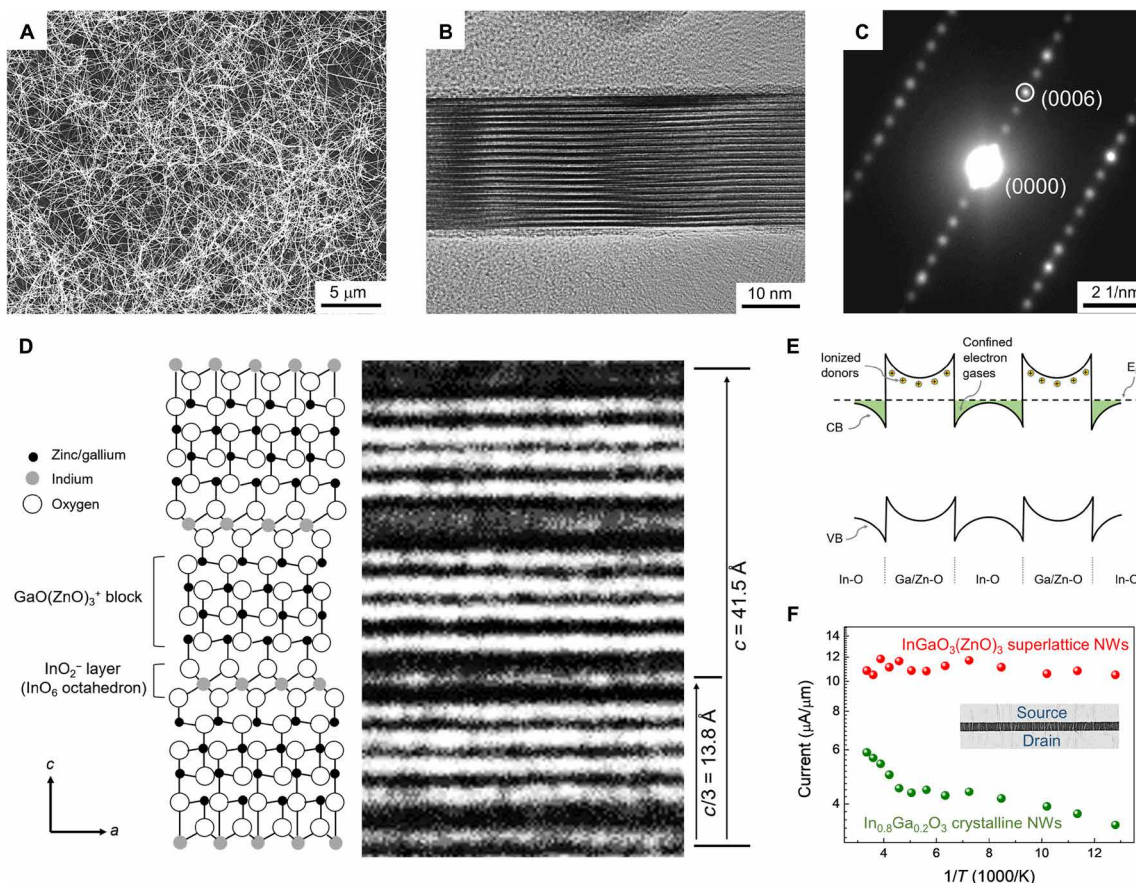 A
5 μm
B
10 nm
C
(0006)
(0000)
2 1/nm
D
Zinc/gallium
Indium
Oxygen
GaO(ZnO)₃⁺ block
InO₂⁻ layer
(InO₆ octahedron)
c
a
c/3 = 13.8 Å
c = 41.5 Å
E
Ionized
donors
Confined
electron
gases
CB
VB
In-O
Ga/Zn-O
In-O
Ga/Zn-O
In-O
F
InGaO₃(ZnO)₃ superlattice NWs
Source
Drain
In₀.₈Ga₀.₂O₃ crystalline NWs
Current (μA/μm)
14
12
10
6
4
4
6
8
10
12
1/T (1000/K)